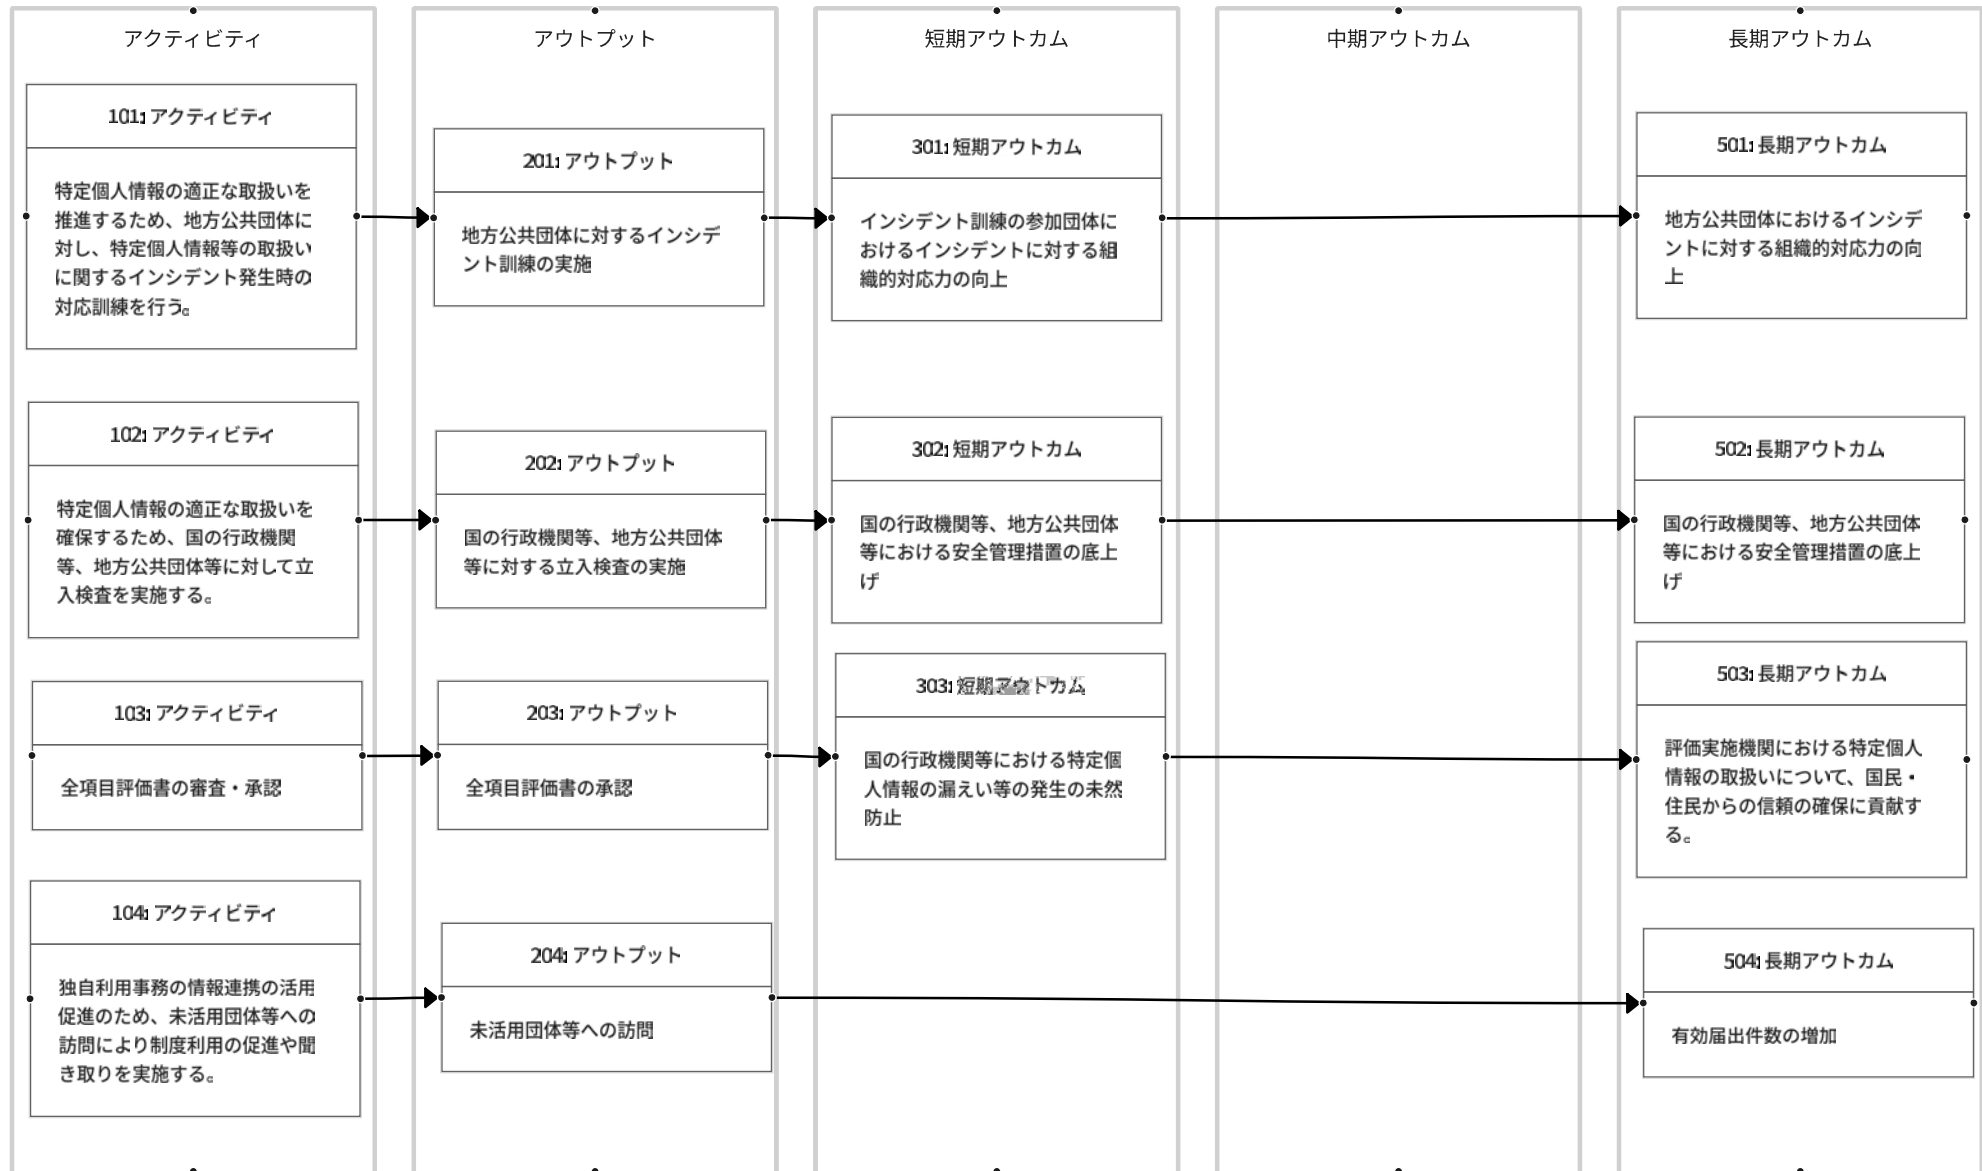 アクティビティ
アウトプット
短期アウトカム
中期アウトカム
長期アウトカム
101: アクティビティ
特定個人情報の適正な取扱いを
推進するため、地方公共団体に
対し、特定個人情報等の取扱い
に関するインシデント発生時の
対応訓練を行う。
201: アウトプット
地方公共団体に対するインシデ
ント訓練の実施
301: 短期アウトカム
インシデント訓練の参加団体に
おけるインシデントに対する組
織的対応力の向上
501: 長期アウトカム
地方公共団体におけるインシデ
ントに対する組織的対応力の向
上
102: アクティビティ
特定個人情報の適正な取扱いを
確保するため、国の行政機関
等、地方公共団体等に対して立
入検査を実施する。
202: アウトプット
国の行政機関等、地方公共団体
等に対する立入検査の実施
302: 短期アウトカム
国の行政機関等、地方公共団体
等における安全管理措置の底上
げ
502: 長期アウトカム
国の行政機関等、地方公共団体
等における安全管理措置の底上
げ
103: アクティビティ
全項目評価書の審査・承認
203: アウトプット
全項目評価書の承認
303: 短期アウトカム
国の行政機関等における特定個
人情報の漏えい等の発生の未然
防止
503: 長期アウトカム
評価実施機関における特定個人
情報の取扱いについて、国民・
住民からの信頼の確保に貢献す
る。
104: アクティビティ
独自利用事務の情報連携の活用
促進のため、未活用団体等への
訪問により制度利用の促進や聞
き取りを実施する。
204: アウトプット
未活用団体等への訪問
504: 長期アウトカム
有効届出件数の増加